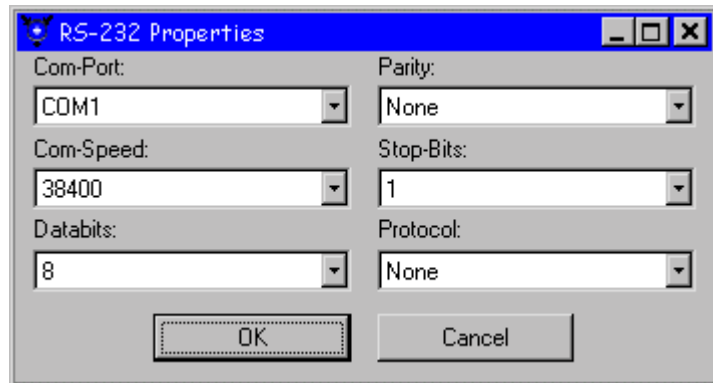 RS-232 Properties
Com-Port:
Parity:
COM1
None
Com-Speed:
Stop-Bits:
38400
1
Databits:
Protocol:
8
None
OK
Cancel